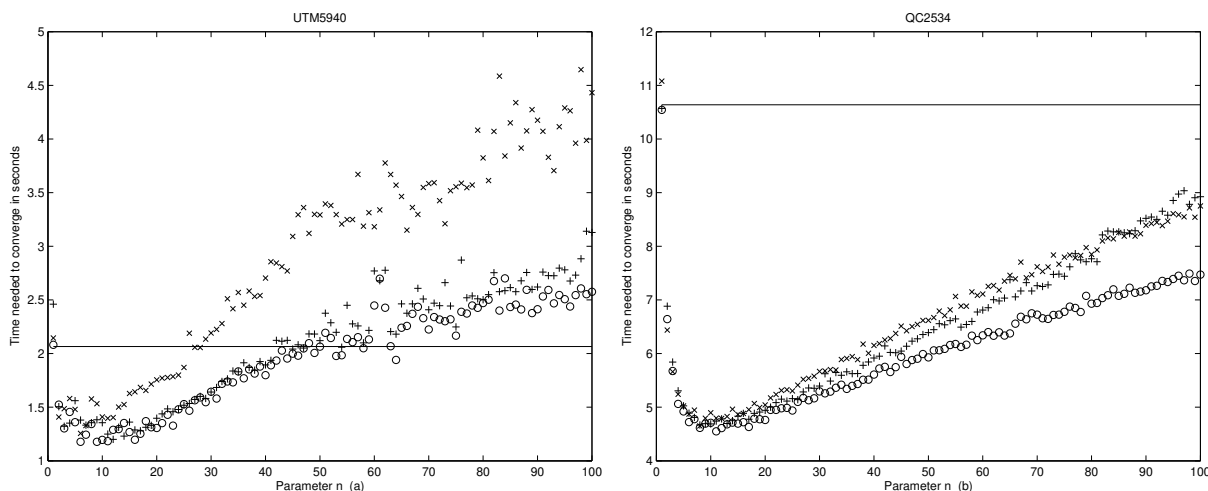 UTM5940
5
4.5
4
3.5
3
2.5
2
1.5
1
Time needed to converge in seconds
0 10 20 30 40 50 60 70 80 90 100
Parameter n (a)
QC2534
12
11
10
9
8
7
6
5
4
Time needed to converge in seconds
0 10 20 30 40 50 60 70 80 90 100
Parameter n (b)